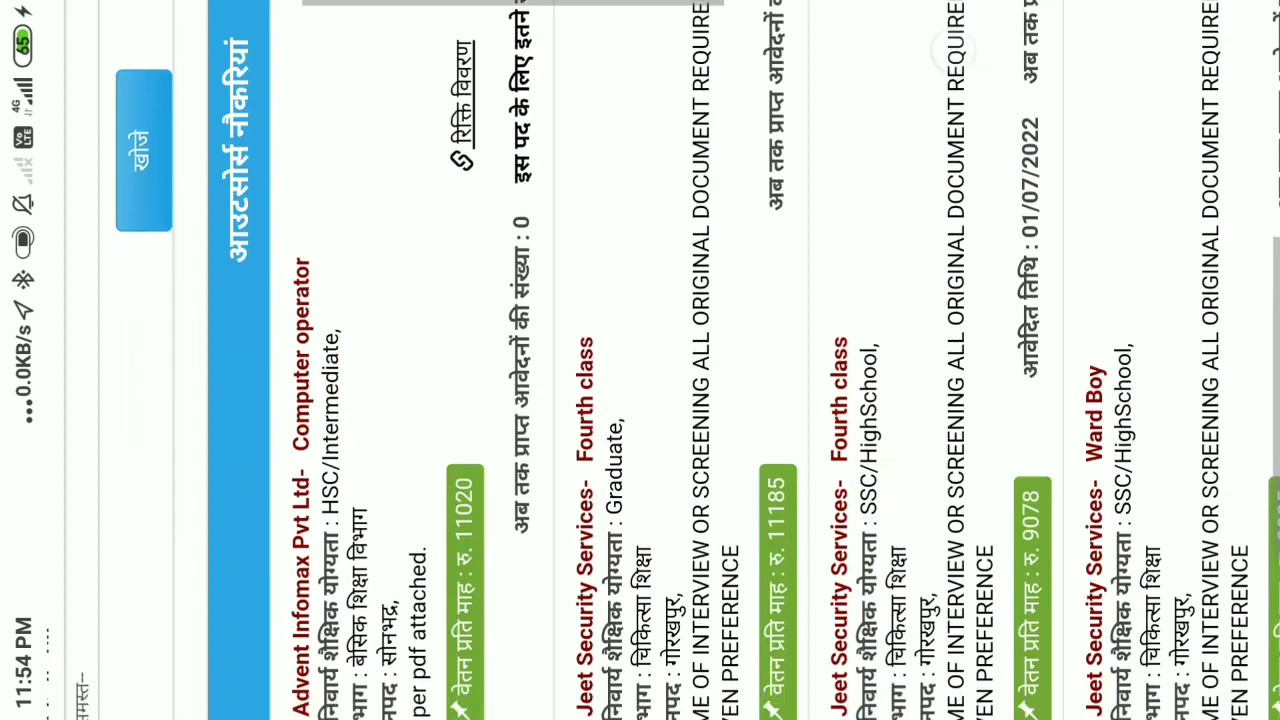 11:54 PM ...0.0KB/s 4G Vo LTE 65
समस्त--
खोजे
आउटसोर्स नौकरियां
Advent Infomax Pvt Ltd- Computer operator
निवार्य शैक्षिक योग्यता : HSC/Intermediate,
भाग : बेसिक शिक्षा विभाग
नपद : सोनभद्र,
per pdf attached.
वेतन प्रति माह : रु. 11020 रिक्ति विवरण
अब तक प्राप्त आवेदनों की संख्या : 0 इस पद के लिए इतने
Jeet Security Services- Fourth class
निवार्य शैक्षिक योग्यता : Graduate,
भाग : चिकित्सा शिक्षा
नपद : गोरखपुर,
ME OF INTERVIEW OR SCREENING ALL ORIGINAL DOCUMENT REQUIRE
EN PREFERENCE
वेतन प्रति माह : रु. 11185 अब तक प्राप्त आवेदनों
Jeet Security Services- Fourth class
निवार्य शैक्षिक योग्यता : SSC/HighSchool,
भाग : चिकित्सा शिक्षा
नपद : गोरखपुर,
ME OF INTERVIEW OR SCREENING ALL ORIGINAL DOCUMENT REQUIRE
EN PREFERENCE
वेतन प्रति माह : रु. 9078 आवेदित तिथि : 01/07/2022 अब तक
Jeet Security Services- Ward Boy
निवार्य शैक्षिक योग्यता : SSC/HighSchool,
भाग : चिकित्सा शिक्षा
नपद : गोरखपुर,
ME OF INTERVIEW OR SCREENING ALL ORIGINAL DOCUMENT REQUIRE
EN PREFERENCE